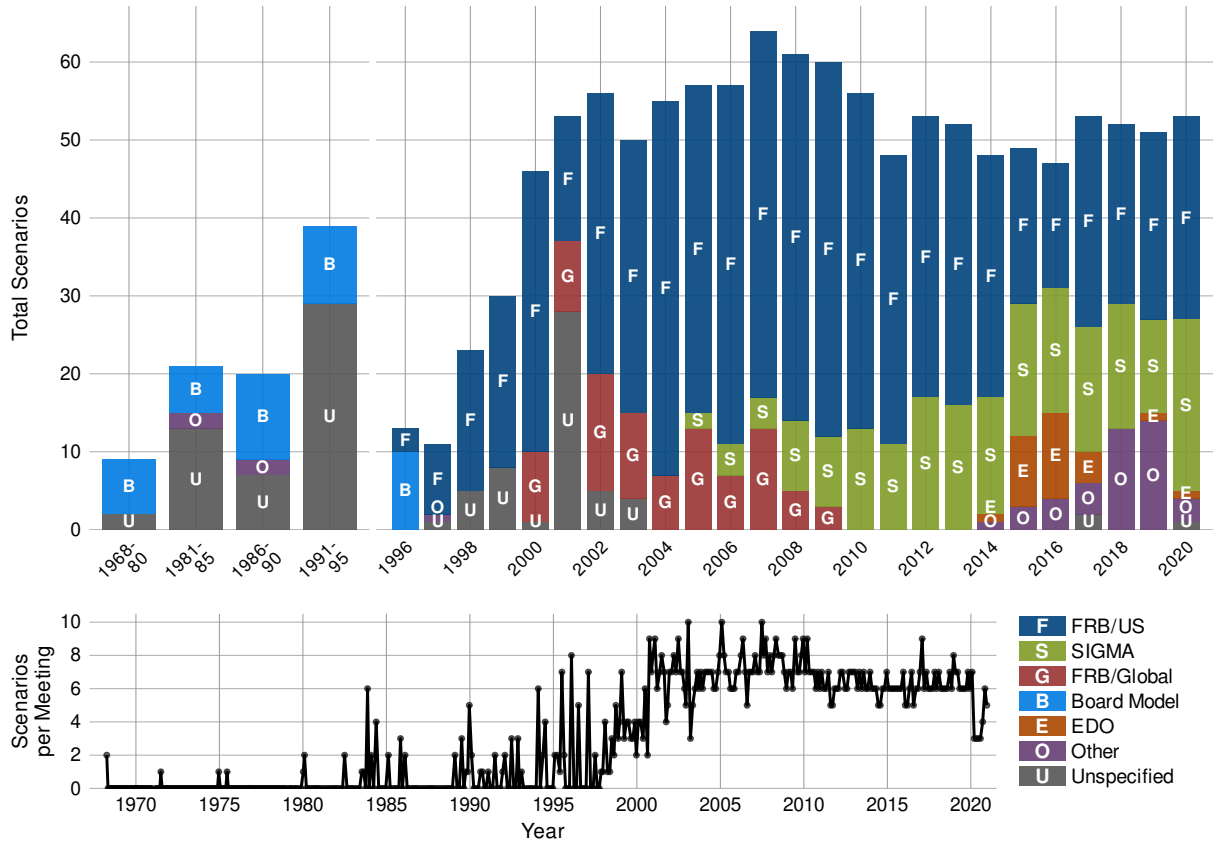 60
50
40
30
20
10
0
Total Scenarios
B
U
B
O
U
B
O
U
B
U
F
B
F
O
U
F
U
F
U
F
G
U
F
G
U
F
G
U
F
G
U
F
G
F
S
G
F
S
G
F
S
G
F
S
G
F
S
G
F
S
F
S
F
S
F
S
F
S
E
O
F
S
E
O
F
S
E
O
F
S
E
O
U
F
S
O
F
S
E
O
F
S
E
O
U
1968-
80
1981-
85
1986-
90
1991-
95
1996
1998
2000
2002
2004
2006
2008
2010
2012
2014
2016
2018
2020
10
8
6
4
2
0
Scenarios
per Meeting
1970
1975
1980
1985
1990
1995
2000
2005
2010
2015
2020
Year
F FRB/US
S SIGMA
G FRB/Global
B Board Model
E EDO
O Other
U Unspecified